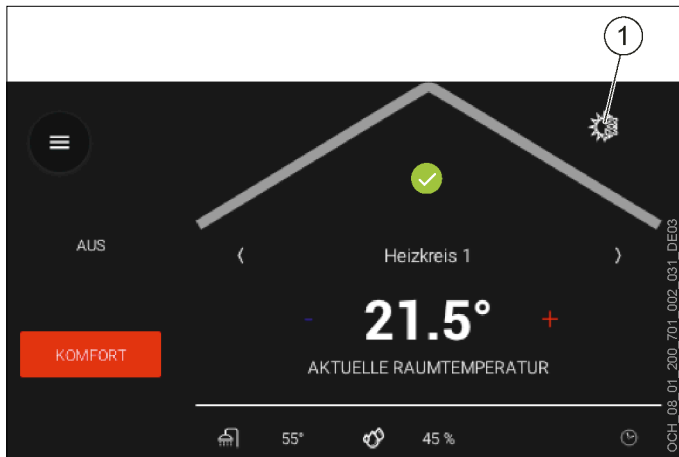 1
AUS
Heizkreis 1
- 21.5° +
KOMFORT
AKTUELLE RAUMTEMPERATUR
55° 45 %
OCH_08_01_200_701_002_031_DE03